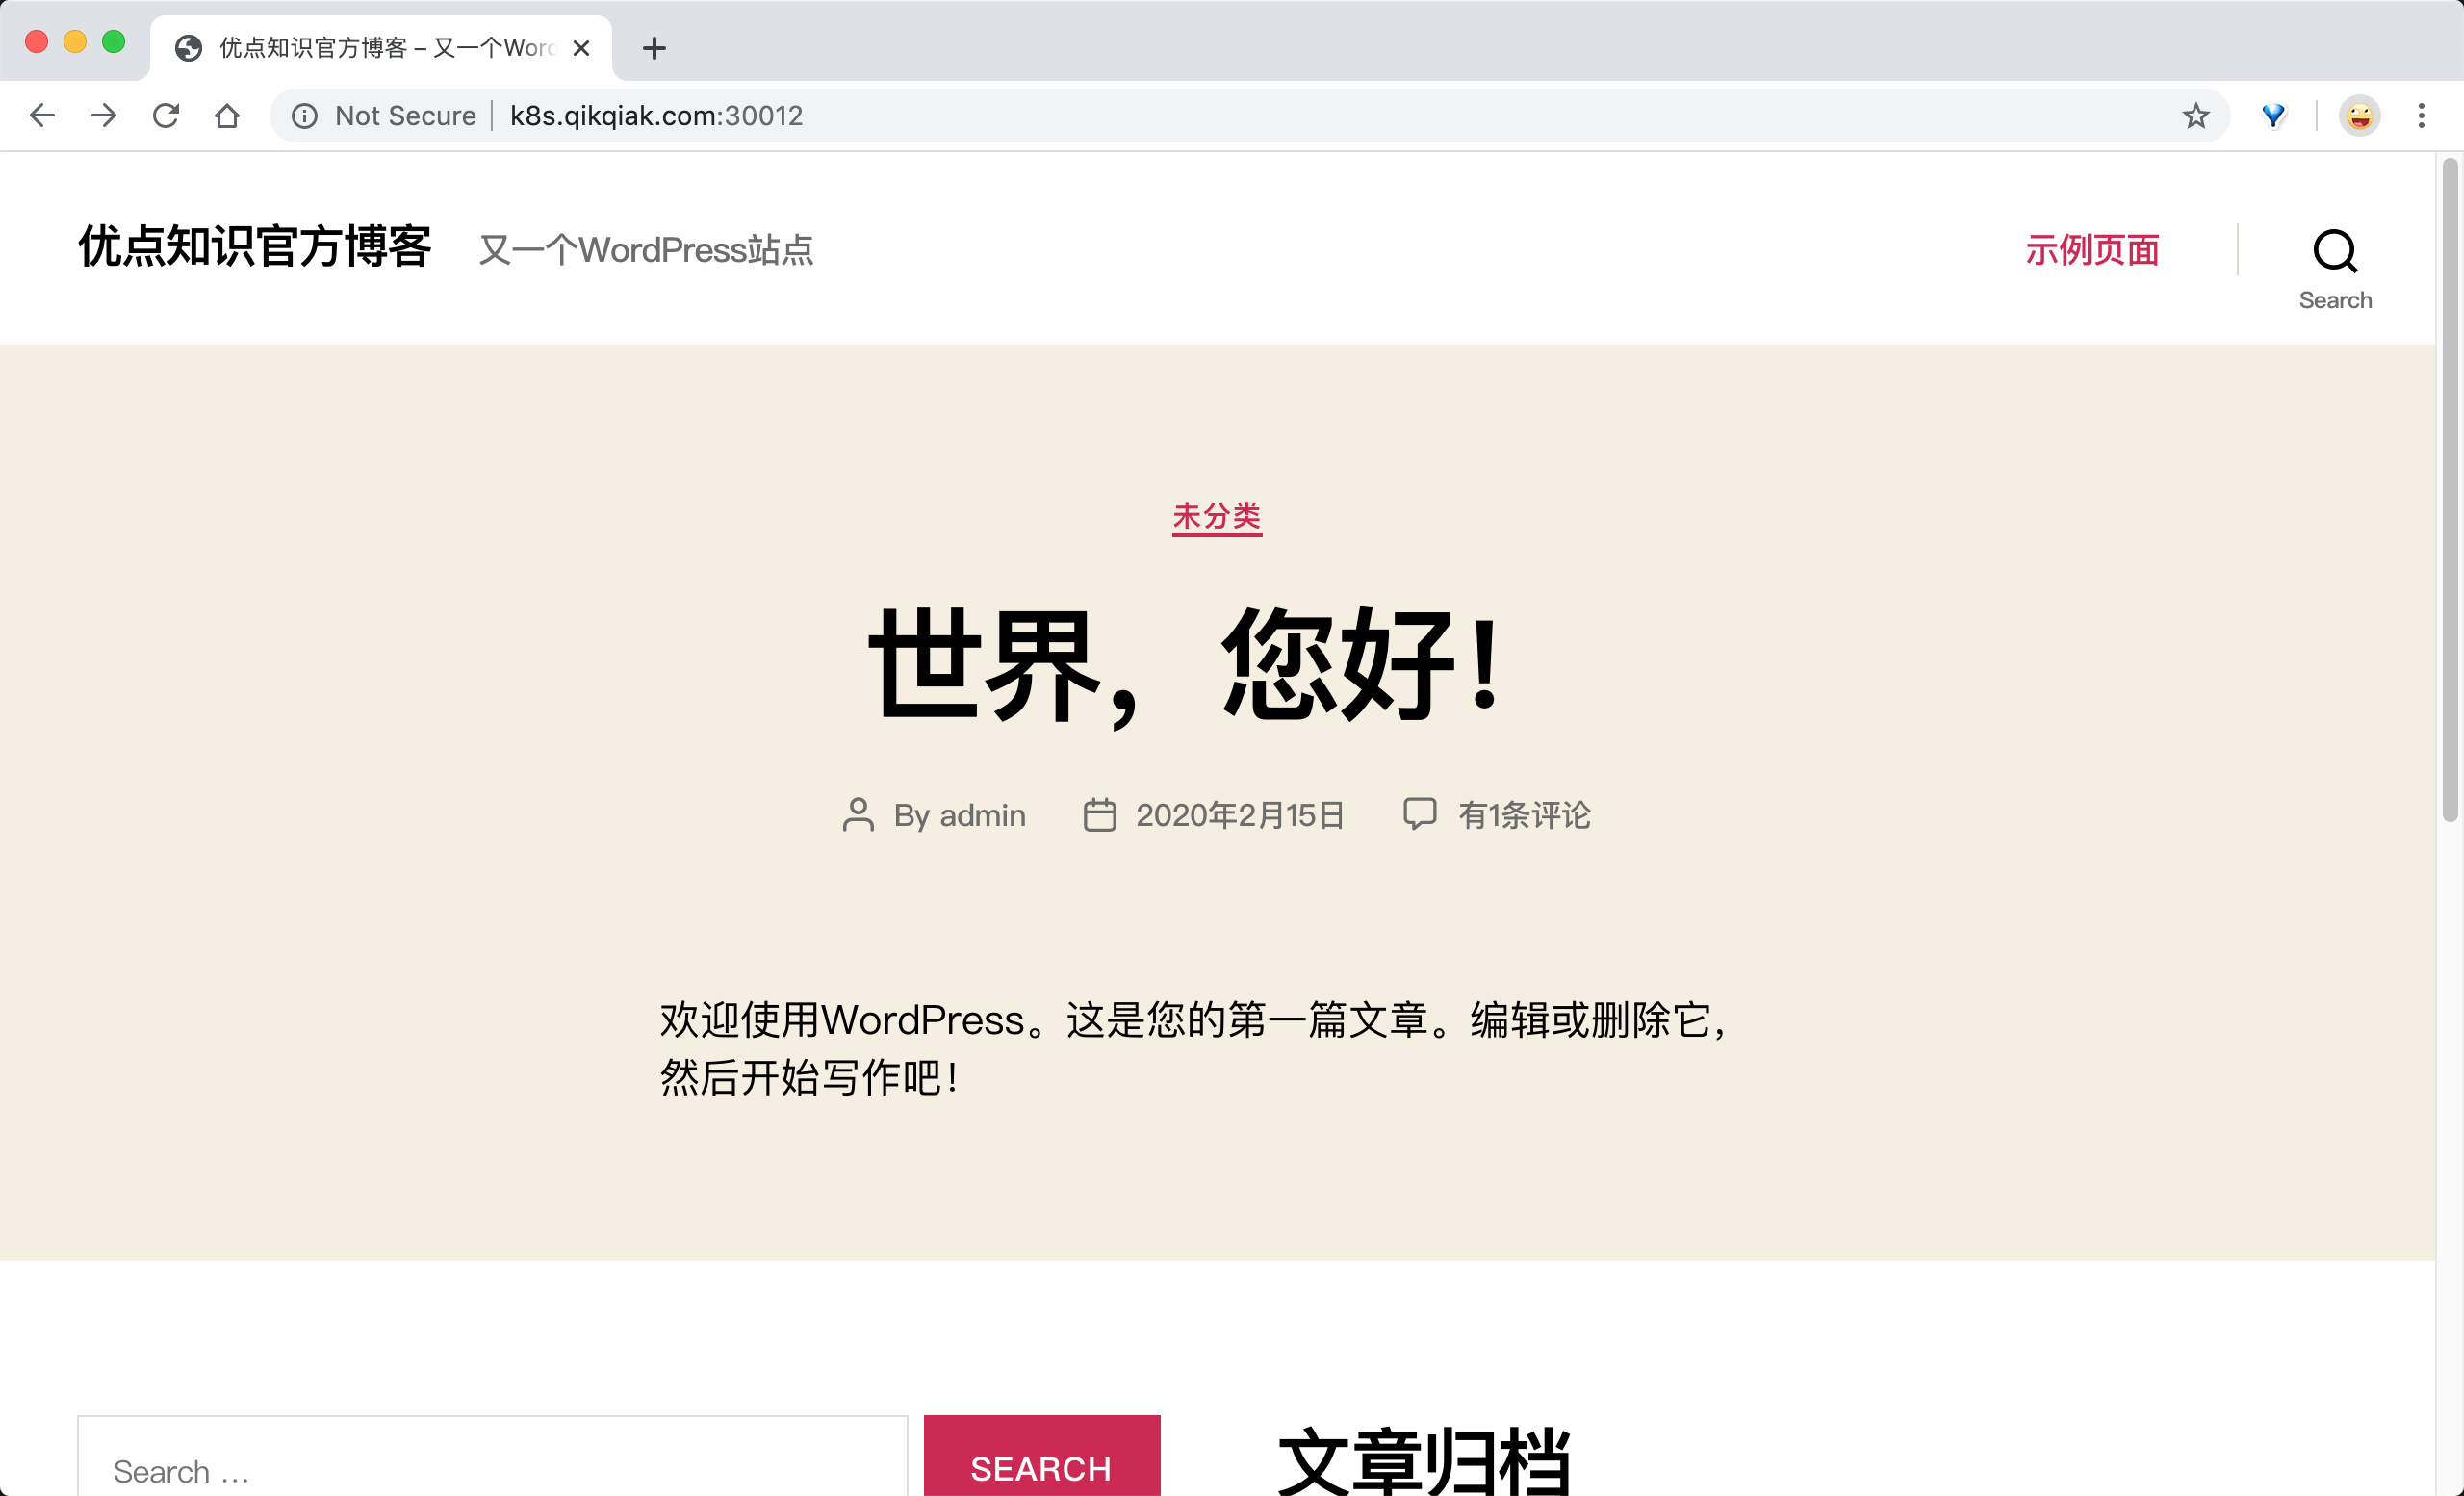 优点知识官方博客 – 又一个Word
Not Secure | k8s.qikqiak.com:30012
优点知识官方博客 又一个WordPress站点 示例页面
Search
未分类
世界，您好！
By admin 2020年2月15日 有1条评论
欢迎使用WordPress。这是您的第一篇文章。编辑或删除它，
然后开始写作吧！
Search … SEARCH 文章归档